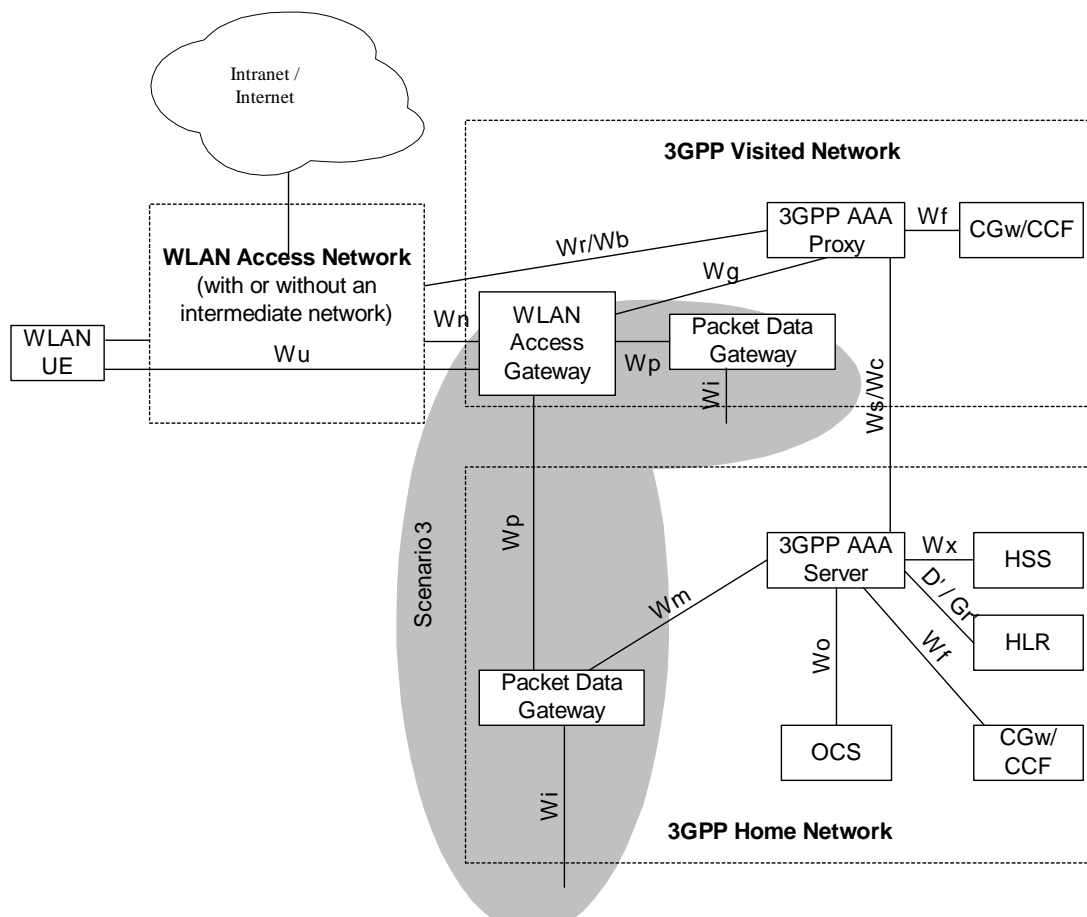 Intranet /
Internet
3GPP Visited Network
3GPP AAA
Proxy
Wf
CGw/CCF
Wr/Wb
WLAN Access Network
(with or without an
intermediate network)
Wg
WLAN
Access
Gateway
Packet Data
Gateway
Wn
Wp
WLAN
UE
Wu
Wi
Ws/Wc
Scenario 3
Wp
3GPP AAA
Server
Wx
HSS
D' / Gr'
HLR
Wm
Wf
Wo
Packet Data
Gateway
OCS
CGw/
CCF
Wi
3GPP Home Network